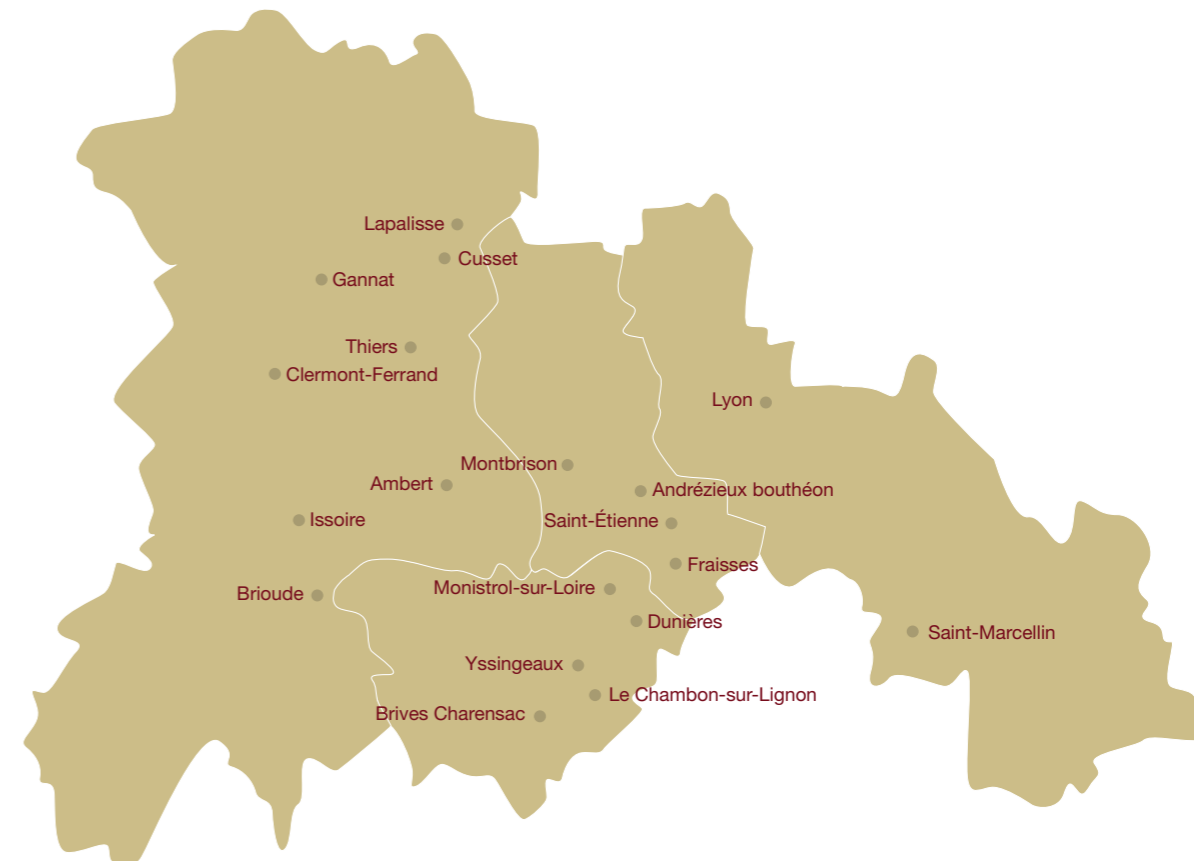 Lapalisse
Cusset
Gannat
Thiers
Clermont-Ferrand
Lyon
Montbrison
Ambert
Andrézieux bouthéon
Issoire
Saint-Étienne
Fraisses
Monistrol-sur-Loire
Brioude
Dunières
Saint-Marcellin
Yssingeaux
Le Chambon-sur-Lignon
Brives Charensac